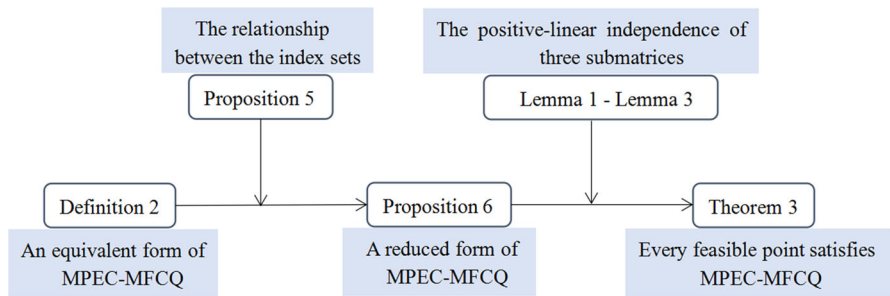 The relationship
between the index sets
Proposition 5
The positive-linear independence of
three submatrices
Lemma 1 - Lemma 3
Definition 2
An equivalent form of
MPEC-MFCQ
Proposition 6
A reduced form of
MPEC-MFCQ
Theorem 3
Every feasible point satisfies
MPEC-MFCQ